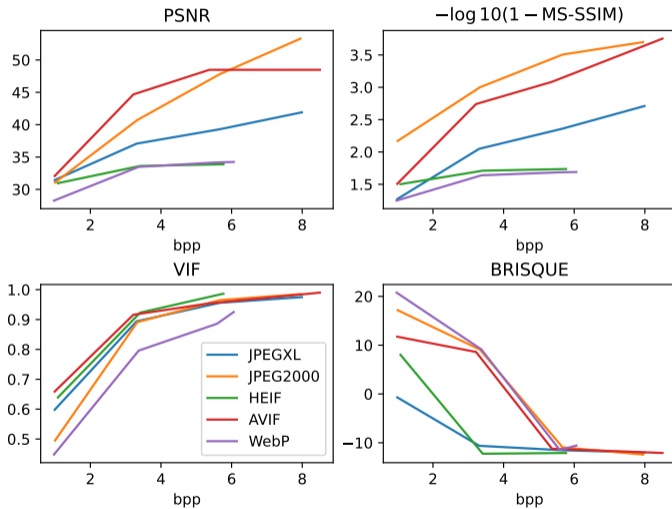 PSNR
50
45
40
35
30
2 4 6 8
bpp
−log10(1 − MS-SSIM)
3.5
3.0
2.5
2.0
1.5
2 4 6 8
bpp
VIF
1.0
0.9
0.8
0.7
0.6
0.5
JPEGXL
JPEG2000
HEIF
AVIF
WebP
2 4 6 8
bpp
BRISQUE
20
10
0
−10
2 4 6 8
bpp